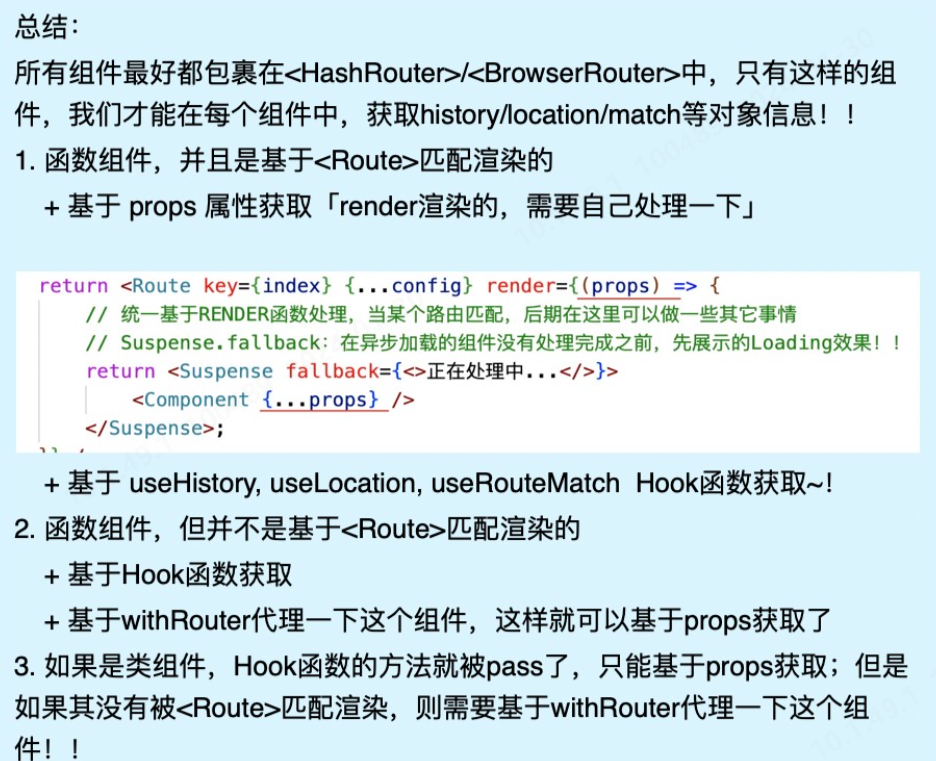 总结：
所有组件最好都包裹在<HashRouter>/<BrowserRouter>中，只有这样的组
件，我们才能在每个组件中，获取history/location/match等对象信息！！
1. 函数组件，并且是基于<Route>匹配渲染的
+ 基于 props 属性获取「render渲染的，需要自己处理一下」
return <Route key={index} {...config} render={(props) => {
// 统一基于RENDER函数处理，当某个路由匹配，后期在这里可以做一些其它事情
// Suspense.fallback：在异步加载的组件没有处理完成之前，先展示的Loading效果！！
return <Suspense fallback={<>正在处理中...</>}>
<Component {...props} />
</Suspense>;
+ 基于 useHistory, useLocation, useRouteMatch  Hook函数获取~!
2. 函数组件，但并不是基于<Route>匹配渲染的
+ 基于Hook函数获取
+ 基于withRouter代理一下这个组件，这样就可以基于props获取了
3. 如果是类组件，Hook函数的方法就被pass了，只能基于props获取；但是
如果其没有被<Route>匹配渲染，则需要基于withRouter代理一下这个组
件！！